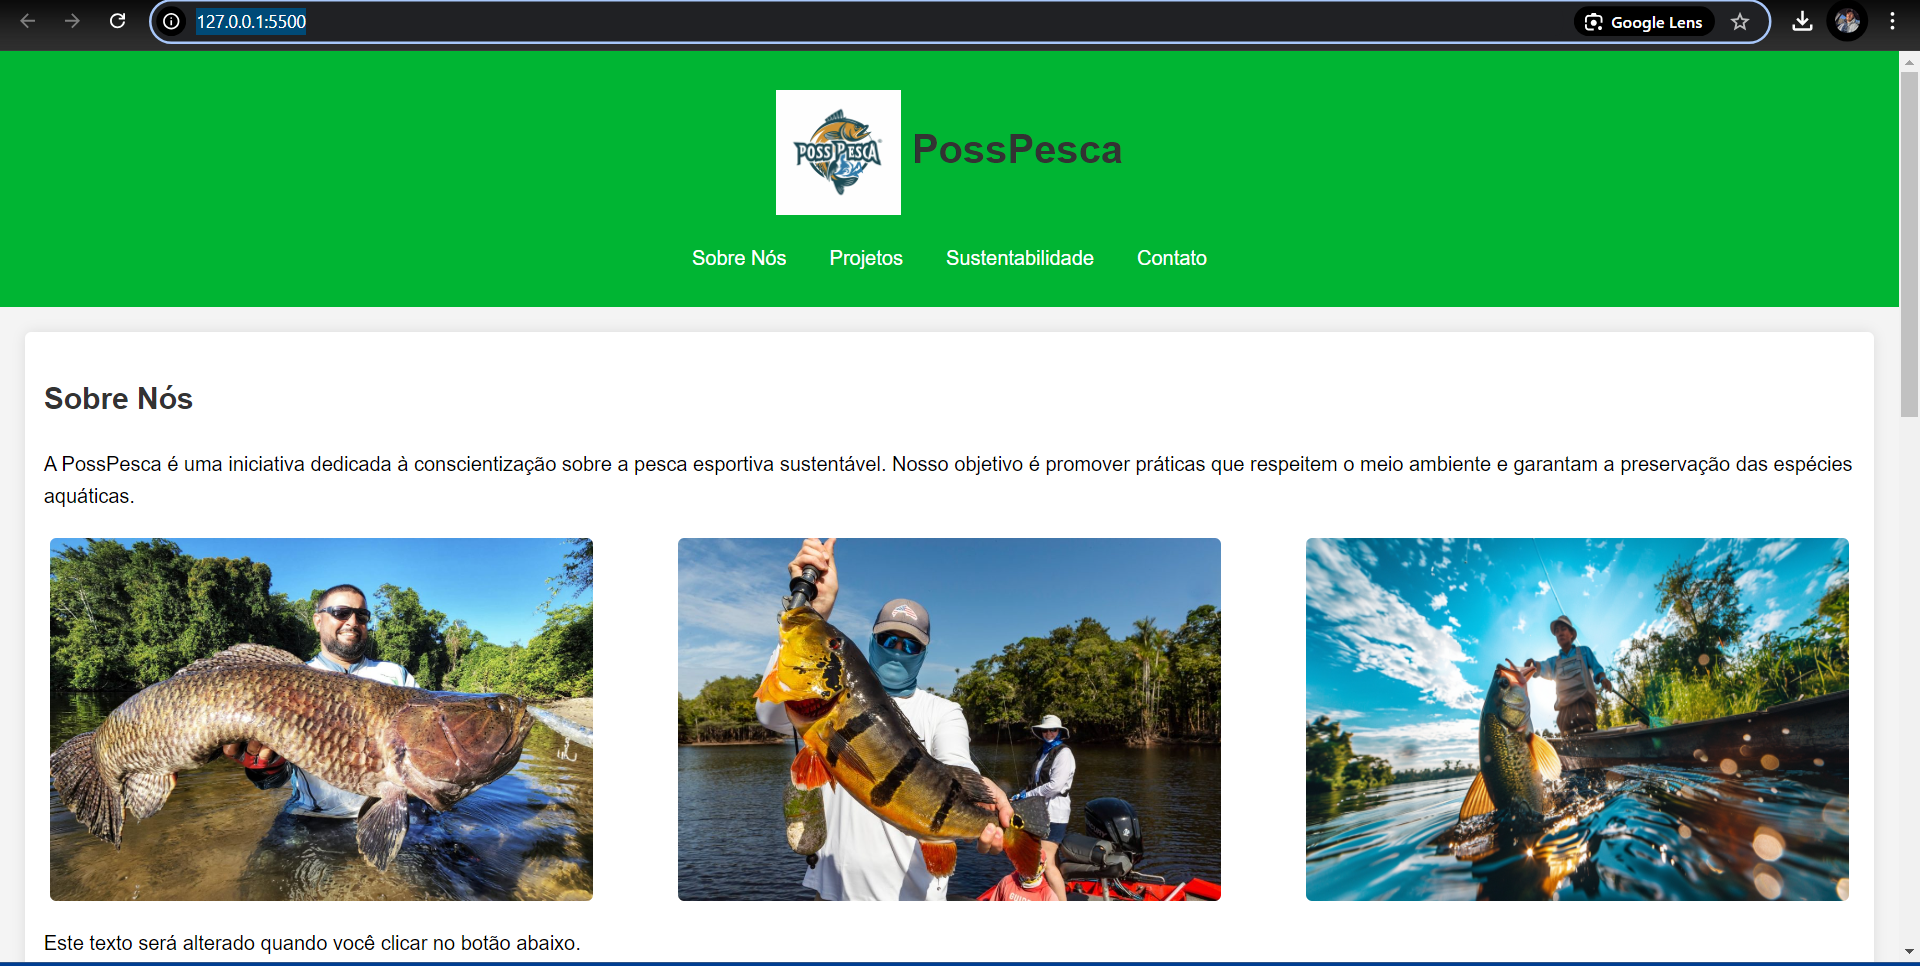 127.0.0.1:5500
Google Lens
POSSPESCA
PossPesca
Sobre Nós
Projetos
Sustentabilidade
Contato
Sobre Nós
A PossPesca é uma iniciativa dedicada à conscientização sobre a pesca esportiva sustentável. Nosso objetivo é promover práticas que respeitem o meio ambiente e garantam a preservação das espécies
aquáticas.
Este texto será alterado quando você clicar no botão abaixo.